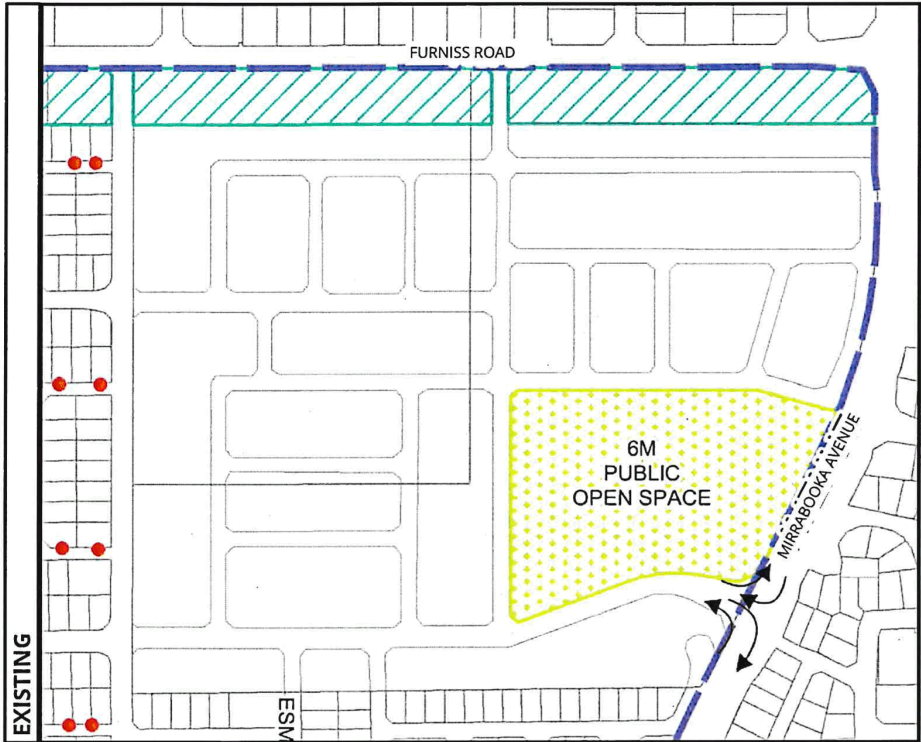 FURNISS ROAD
6M
PUBLIC
OPEN SPACE
MIRRABOOKA AVENUE
EXISTING
ESM